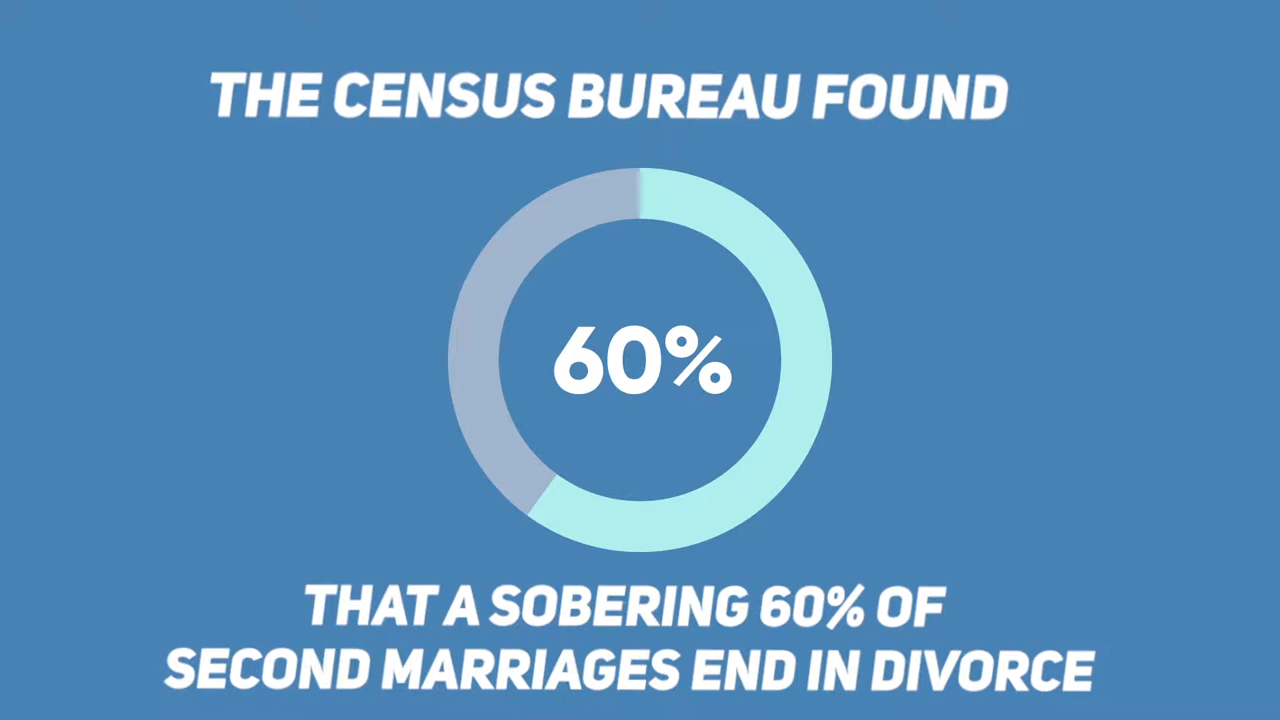 THE CENSUS BUREAU FOUND
60%
THAT A SOBERING 60% OF
SECOND MARRIAGES END IN DIVORCE